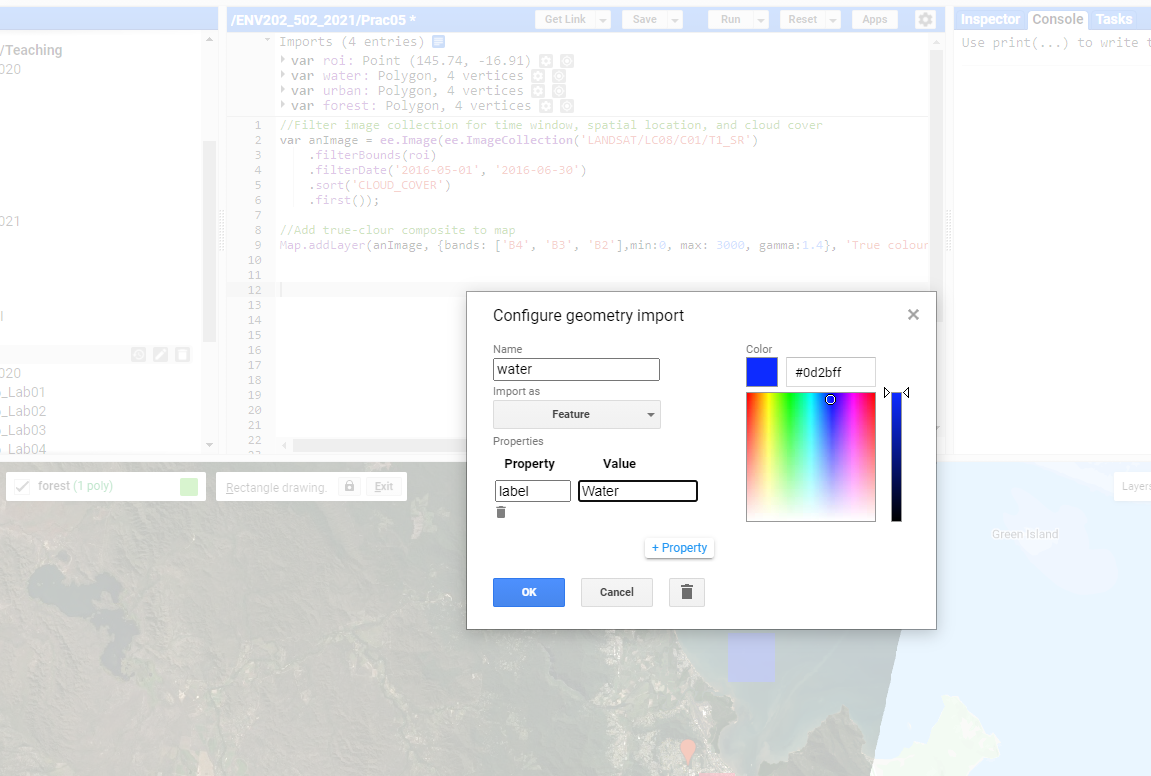 /Teaching
020
021
l
020
_Lab01
_Lab02
_Lab03
_Lab04
/ENV202_502_2021/Prac05 *
Get Link Save Run Reset Apps
Imports (4 entries)
var roi: Point (145.74, -16.91)
var water: Polygon, 4 vertices
var urban: Polygon, 4 vertices
var forest: Polygon, 4 vertices
1 //Filter image collection for time window, spatial location, and cloud cover
2 var anImage = ee.Image(ee.ImageCollection('LANDSAT/LC08/C01/T1_SR')
3 .filterBounds(roi)
4 .filterDate('2016-05-01', '2016-06-30')
5 .sort('CLOUD_COVER')
6 .first());
7
8 //Add true-clour composite to map
9 Map.addLayer(anImage, {bands: ['B4', 'B3', 'B2'],min:0, max: 3000, gamma:1.4}, 'True colour
10
11
12
13
14
15
16
17
18
19
20
21
22
Inspector Console Tasks
Use print(...) to write t
Configure geometry import
Name
water
Import as
Feature
Properties
Property Value
label Water
+ Property
OK Cancel
Color
#0d2bff
forest (1 poly)
Rectangle drawing. Exit
Layers
Green Island